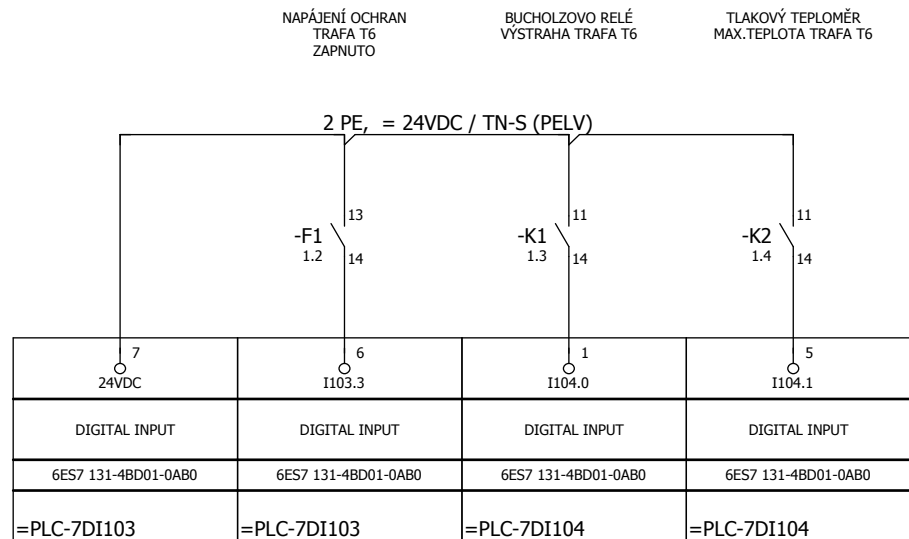 NAPÁJENÍ OCHRAN
TRAFA T6
ZAPNUTO
BUCHOLZOVO RELÉ
VÝSTRAHA TRAFA T6
TLAKOVÝ TEPLOMĚR
MAX.TEPLOTA TRAFA T6
2 PE, = 24VDC / TN-S (PELV)
13
-F1
1.2
14
11
-K1
1.3
14
11
-K2
1.4
14
7
24VDC
6
I103.3
1
I104.0
5
I104.1
DIGITAL INPUT
DIGITAL INPUT
DIGITAL INPUT
DIGITAL INPUT
6ES7 131-4BD01-0AB0
6ES7 131-4BD01-0AB0
6ES7 131-4BD01-0AB0
6ES7 131-4BD01-0AB0
=PLC-7DI103
=PLC-7DI103
=PLC-7DI104
=PLC-7DI104